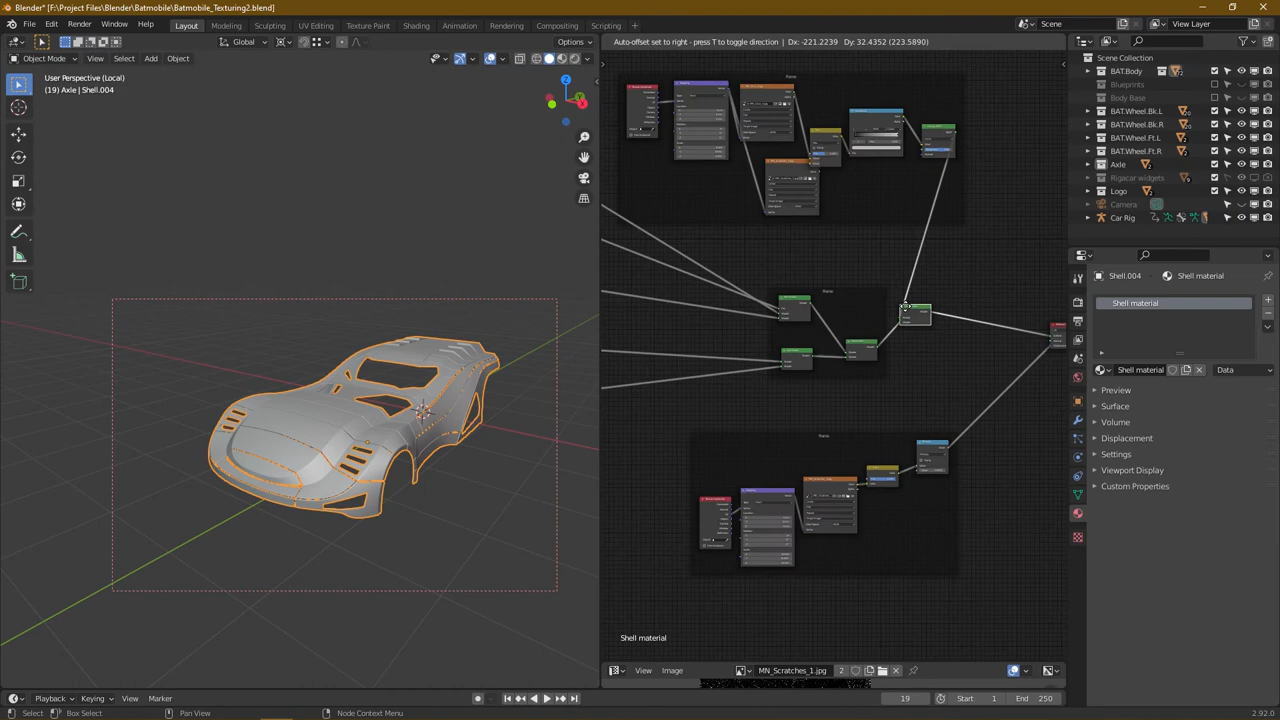 Blender* [F:\Project Files\Blender\Batmobile_Texturing2.blend]
File Edit Render Window Help Layout Modeling Sculpting UV Editing Texture Paint Shading Animation Rendering Compositing Scripting Scene View Layer
Global Options
Object Mode View Select Add Object
User Perspective (Local)
(19) Axle | Shell.004
Auto-offset set to right - press T to toggle direction | Dx: -221.2239 Dy: 32.4352 (223.5890)
Shell material
View Image MN_Scratches_1.jpg 2
Scene Collection
BAT.Body
Blueprints
Body Base
BAT.Wheel.Bk.L
BAT.Wheel.Bk.R
BAT.Wheel.Frt.L
BAT.Wheel.Ft.R
Axle
Rigacar widgets
Logo
Camera
Car Rig
Shell.004 Shell material
Shell material
Shell material Data
Preview
Surface
Volume
Displacement
Settings
Viewport Display
Custom Properties
Playback Keying View Marker 19 Start 1 End 250
Select Box Select Pan View Node Context Menu 2.92.0